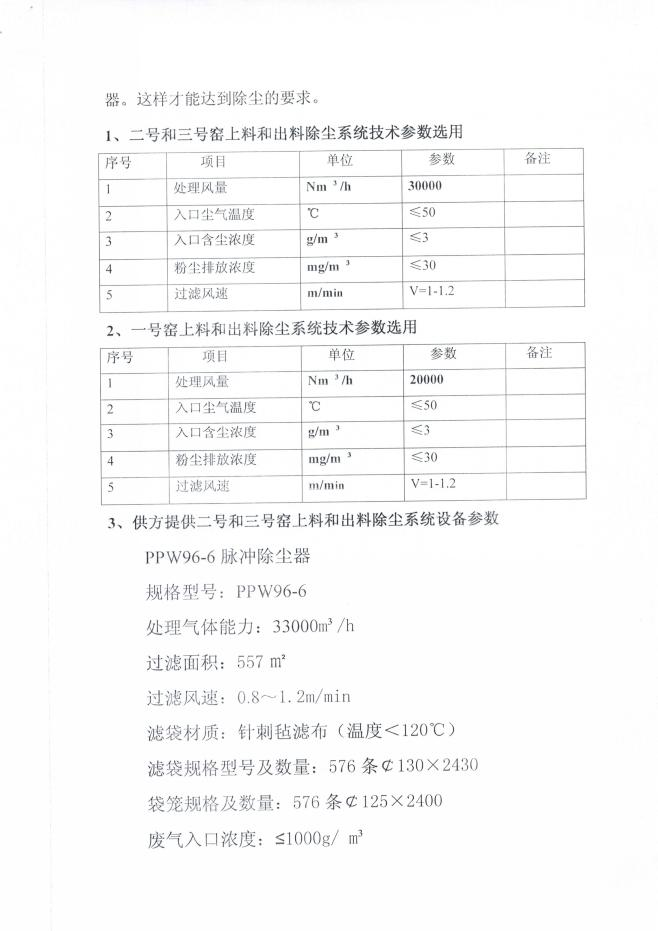 器。这样才能达到除尘的要求。
1、二号和三号窑上料和出料除尘系统技术参数选用
序号 项目 单位 参数 备注
1 处理风量 Nm ³ /h 30000
2 入口尘气温度 ℃ ≤50
3 入口含尘浓度 g/m ³ ≤3
4 粉尘排放浓度 mg/m ³ ≤30
5 过滤风速 m/min V=1-1.2
2、一号窑上料和出料除尘系统技术参数选用
序号 项目 单位 参数 备注
1 处理风量 Nm ³ /h 20000
2 入口尘气温度 ℃ ≤50
3 入口含尘浓度 g/m ³ ≤3
4 粉尘排放浓度 mg/m ³ ≤30
5 过滤风速 m/min V=1-1.2
3、供方提供二号和三号窑上料和出料除尘系统设备参数
PPW96-6 脉冲除尘器
规格型号：PPW96-6
处理气体能力：33000m³ /h
过滤面积：557 m²
过滤风速：0.8～1.2m/min
滤袋材质：针刺毡滤布（温度＜120℃）
滤袋规格型号及数量：576 条￠130×2430
袋笼规格及数量：576 条￠125×2400
废气入口浓度：≦1000g/ m³